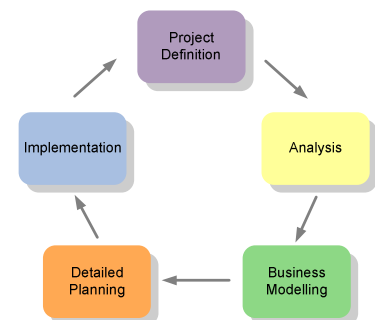 Project
Definition
Analysis
Business
Modelling
Detailed
Planning
Implementation